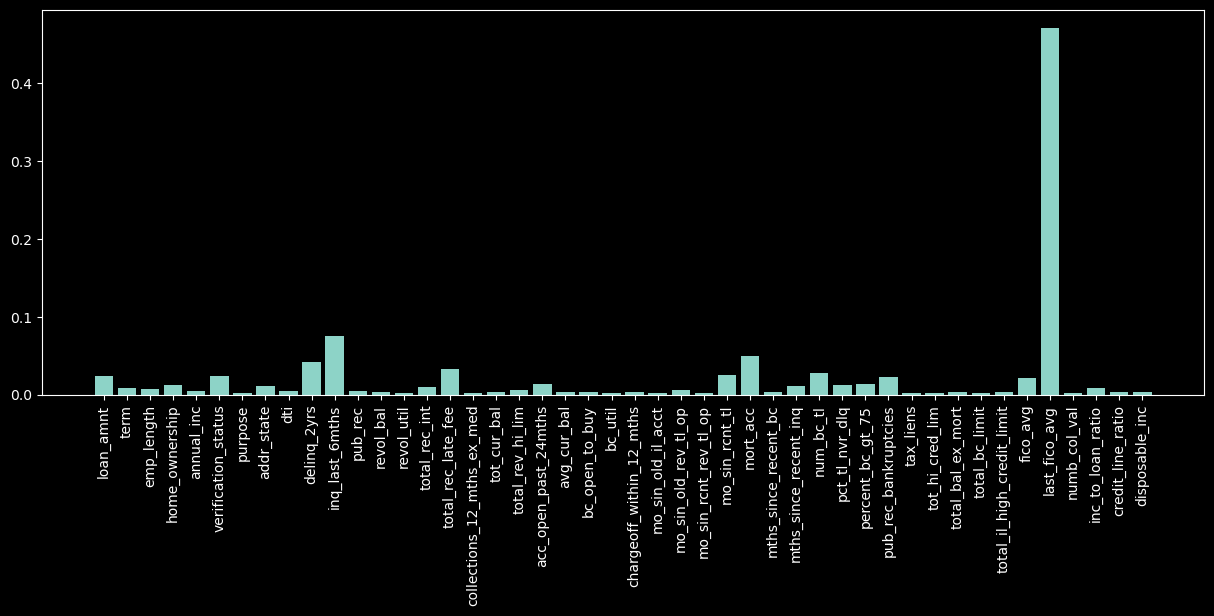 0.4
0.3
0.2
0.1
0.0
loan_amnt
term
emp_length
home_ownership
annual_inc
verification_status
purpose
addr_state
dti
delinq_2yrs
inq_last_6mths
pub_rec
revol_bal
revol_util
total_rec_int
total_rec_late_fee
collections_12_mths_ex_med
tot_cur_bal
total_rev_hi_lim
acc_open_past_24mths
avg_cur_bal
bc_open_to_buy
bc_util
chargeoff_within_12_mths
mo_sin_old_il_acct
mo_sin_old_rev_tl_op
mo_sin_rcnt_rev_tl_op
mo_sin_rcnt_tl
mort_acc
mths_since_recent_bc
mths_since_recent_inq
num_bc_tl
pct_tl_nvr_dlq
percent_bc_gt_75
pub_rec_bankruptcies
tax_liens
tot_hi_cred_lim
total_bal_ex_mort
total_bc_limit
total_il_high_credit_limit
fico_avg
last_fico_avg
numb_col_val
inc_to_loan_ratio
credit_line_ratio
disposable_inc